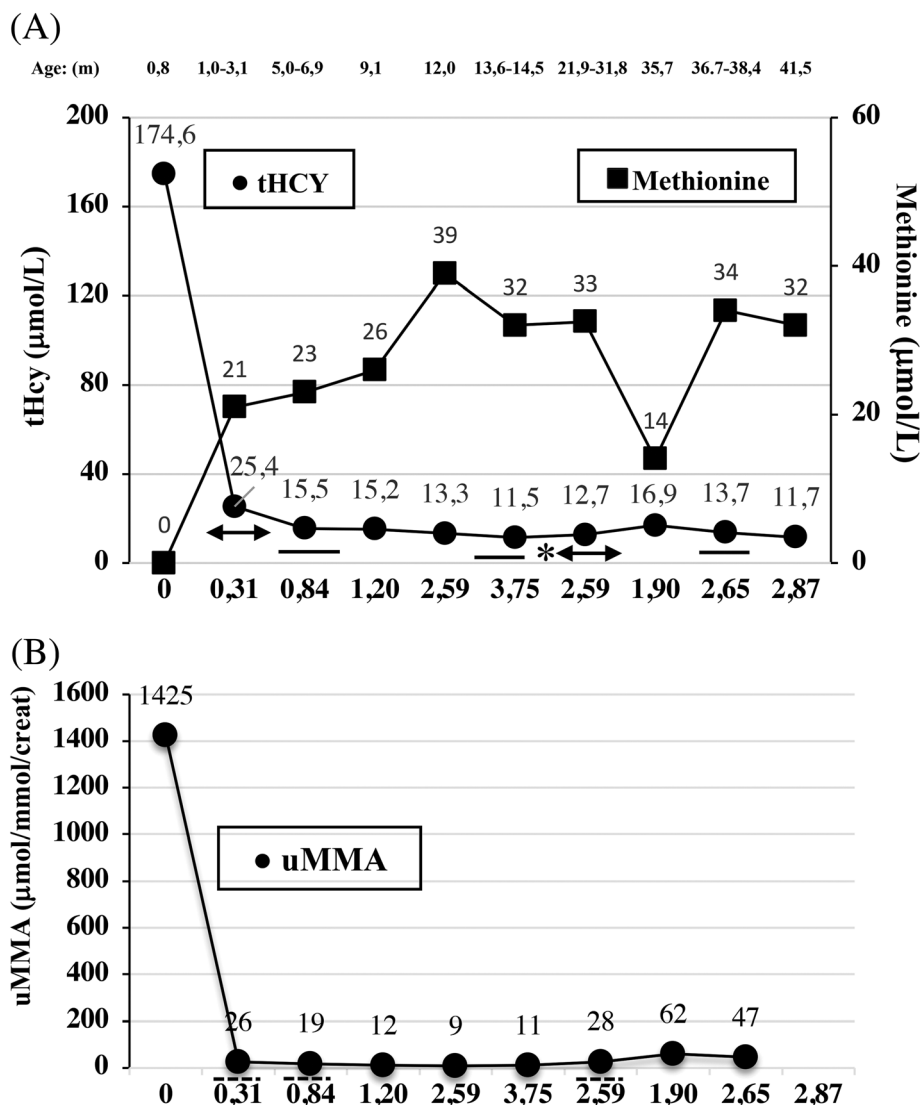 (A)
Age: (m) 0,8 1,0-3,1 5,0-6,9 9,1 12,0 13,6-14,5 21,9-31,8 35,7 36.7-38,4 41,5
200 60
174,6
tHCY Methionine
160
39
34
32 33 32
120 40
26
23
21
80
20
14
40
25,4 15,5 15,2 13,3 11,5 12,7 16,9 13,7 11,7
0
*
0 0
0 0,31 0,84 1,20 2,59 3,75 2,59 1,90 2,65 2,87
tHcy (µmol/L)
Methionine (µmol/L)
(B)
1600
1425
1400
1200
1000
uMMA
800
600
400
200
26 19 12 9 11 28 62 47
0
0 0,31 0,84 1,20 2,59 3,75 2,59 1,90 2,65 2,87
uMMA (µmol/mmol/creat)